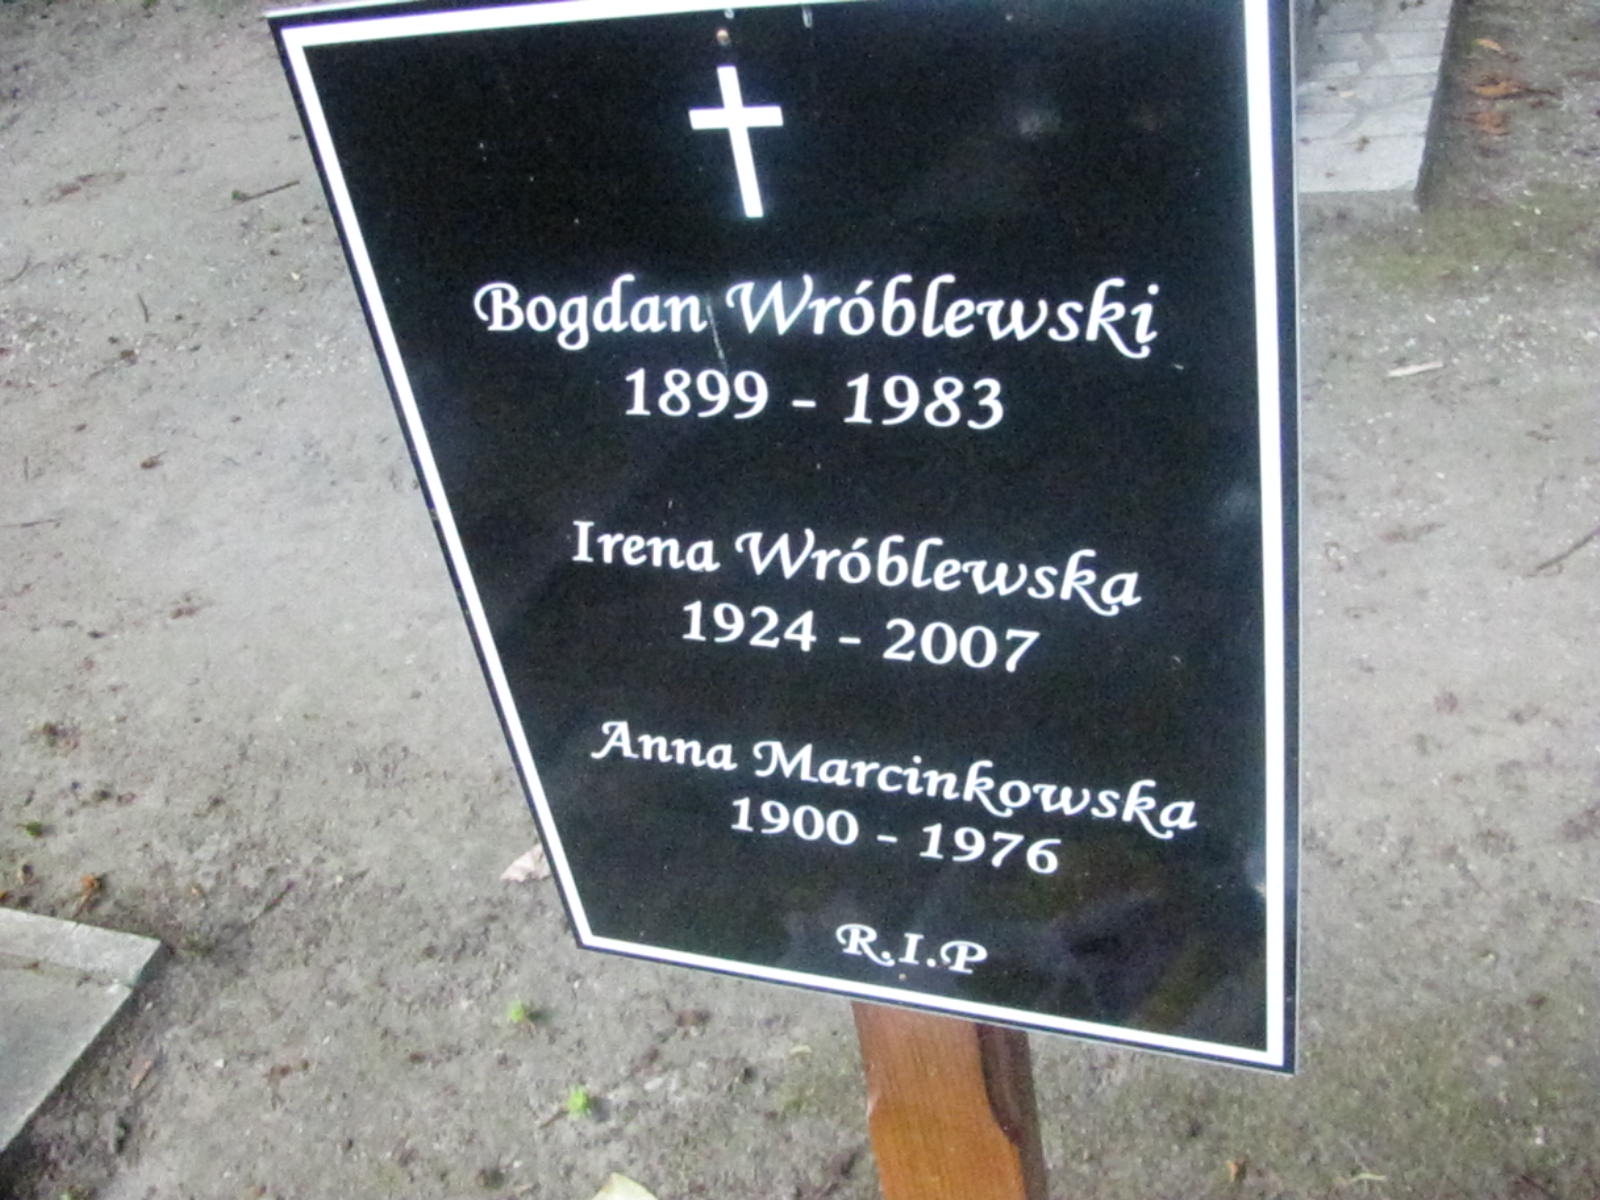 Bogdan Wróblewski
1899 - 1983
Irena Wróblewska
1924 - 2007
Anna Marcinkowska
1900 - 1976
R.I.P